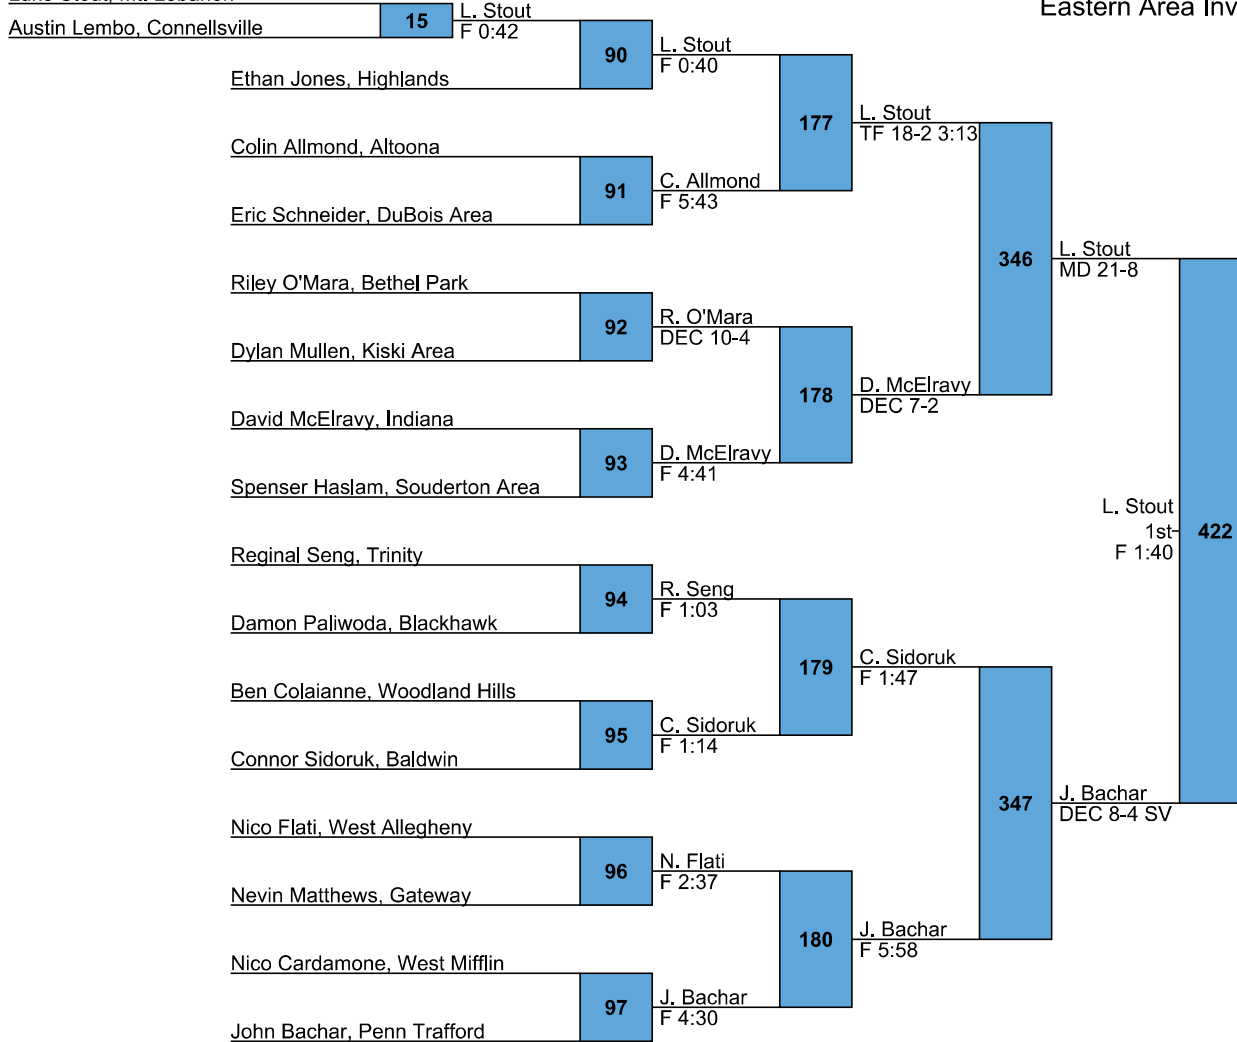 Luke Stout, Mt. Lebanon
Eastern Area Inv
Austin Lembo, Connellsville
15
L. Stout
F 0:42
Ethan Jones, Highlands
90
L. Stout
F 0:40
Colin Allmond, Altoona
177
L. Stout
TF 18-2 3:13
Eric Schneider, DuBois Area
91
C. Allmond
F 5:43
Riley O'Mara, Bethel Park
346
L. Stout
MD 21-8
Dylan Mullen, Kiski Area
92
R. O'Mara
DEC 10-4
David McElravy, Indiana
178
D. McElravy
DEC 7-2
Spenser Haslam, Souderton Area
93
D. McElravy
F 4:41
L. Stout
1st
F 1:40
422
Reginal Seng, Trinity
Damon Paliwoda, Blackhawk
94
R. Seng
F 1:03
Ben Colaianne, Woodland Hills
179
C. Sidoruk
F 1:47
Connor Sidoruk, Baldwin
95
C. Sidoruk
F 1:14
Nico Flati, West Allegheny
347
J. Bachar
DEC 8-4 SV
Nevin Matthews, Gateway
96
N. Flati
F 2:37
Nico Cardamone, West Mifflin
180
J. Bachar
F 5:58
John Bachar, Penn Trafford
97
J. Bachar
F 4:30